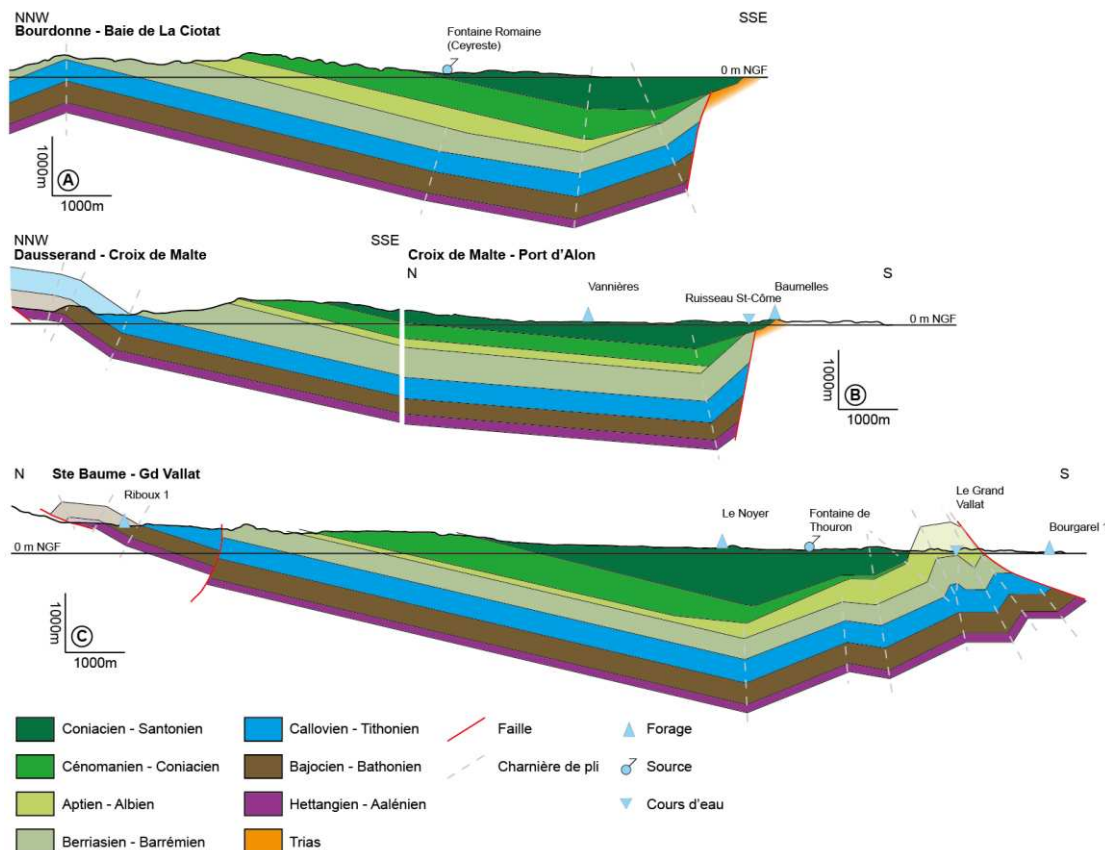 NNW
SSE
Bourdonne - Baie de La Ciotat
Fontaine Romaine
(Ceyreste)
0 m NGF
1000m
A
1000m
NNW
SSE
Dausserand - Croix de Malte
Croix de Malte - Port d'Alon
N
S
Vannières
Ruisseau St-Côme
Baumelles
0 m NGF
1000m
B
1000m
N
Ste Baume - Gd Vallat
S
Riboux 1
Le Noyer
Fontaine de
Thouron
Le Grand
Vallat
Bourgarel 1
0 m NGF
1000m
C
1000m
Coniacien - Santonien
Callovien - Tithonien
Faille
Forage
Cénomanien - Coniacien
Bajocien - Bathonien
Charnière de pli
Source
Aptien - Albien
Hettangien - Aalénien
Cours d'eau
Berriasien - Barrémien
Trias